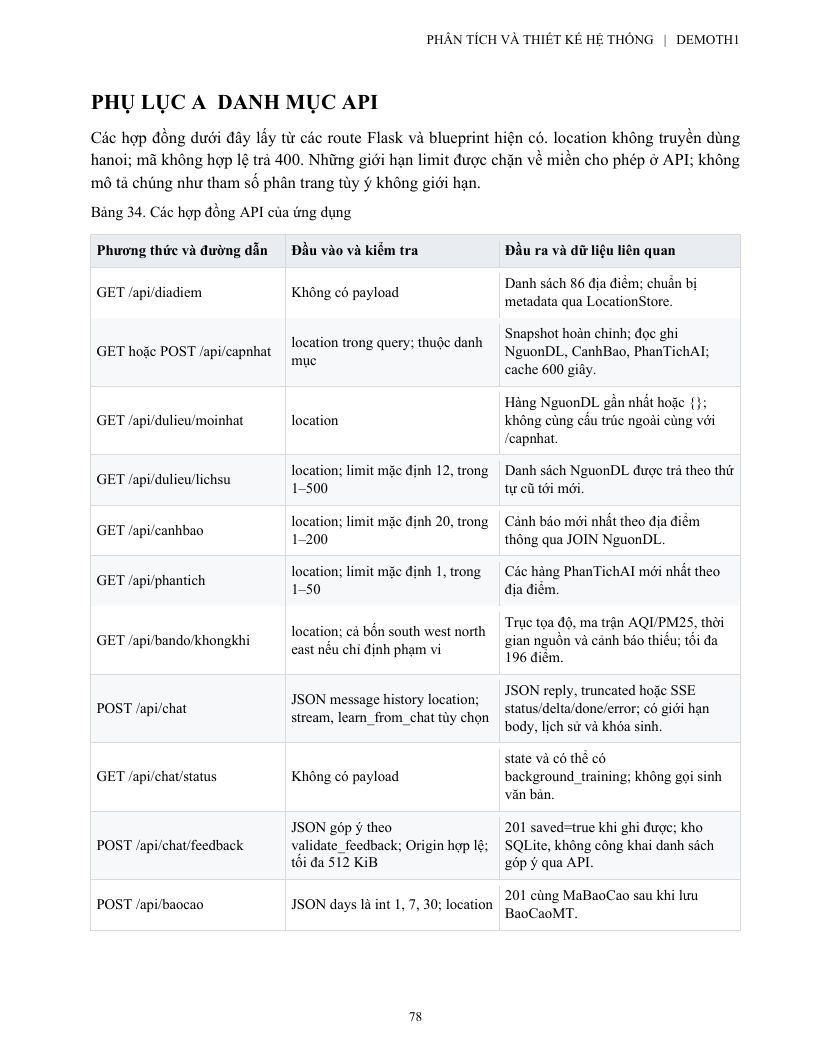 PHÂN TÍCH VÀ THIẾT KẾ HỆ THỐNG | DEMOTH1
PHỤ LỤC A DANH MỤC API
Các hợp đồng dưới đây lấy từ các route Flask và blueprint hiện có. location không truyền dùng
hanoi; mã không hợp lệ trả 400. Những giới hạn limit được chặn về miền cho phép ở API; không
mô tả chúng như tham số phân trang tùy ý không giới hạn.
Bảng 34. Các hợp đồng API của ứng dụng
Phương thức và đường dẫn Đầu vào và kiểm tra Đầu ra và dữ liệu liên quan
GET /api/diadiem
Không có payload
Danh sách 86 địa điểm; chuẩn bị
metadata qua LocationStore.
GET hoặc POST /api/capnhat
location trong query; thuộc danh
mục
Snapshot hoàn chỉnh; đọc ghi
NguonDL, CanhBao, PhanTichAI;
cache 600 giây.
GET /api/dulieu/moinhat
location
Hàng NguonDL gần nhất hoặc {};
không cùng cấu trúc ngoài cùng với
/capnhat.
GET /api/dulieu/lichsu
location; limit mặc định 12, trong
1–500
Danh sách NguonDL được trả theo thứ
tự cũ tới mới.
GET /api/canhbao
location; limit mặc định 20, trong
1–200
Cảnh báo mới nhất theo địa điểm
thông qua JOIN NguonDL.
GET /api/phantich
location; limit mặc định 1, trong
1–50
Các hàng PhanTichAI mới nhất theo
địa điểm.
GET /api/bando/khongkhi
location; cả bốn south west north
east nếu chỉ định phạm vi
Trục tọa độ, ma trận AQI/PM25, thời
gian nguồn và cảnh báo thiếu; tối đa
196 điểm.
POST /api/chat
JSON message history location;
stream, learn_from_chat tùy chọn
JSON reply, truncated hoặc SSE
status/delta/done/error; có giới hạn
body, lịch sử và khóa sinh.
GET /api/chat/status
Không có payload
state và có thể có
background_training; không gọi sinh
văn bản.
POST /api/chat/feedback
JSON góp ý theo
validate_feedback; Origin hợp lệ;
tối đa 512 KiB
201 saved=true khi ghi được; kho
SQLite, không công khai danh sách
góp ý qua API.
POST /api/baocao
JSON days là int 1, 7, 30; location
201 cùng MaBaoCao sau khi lưu
BaoCaoMT.
78